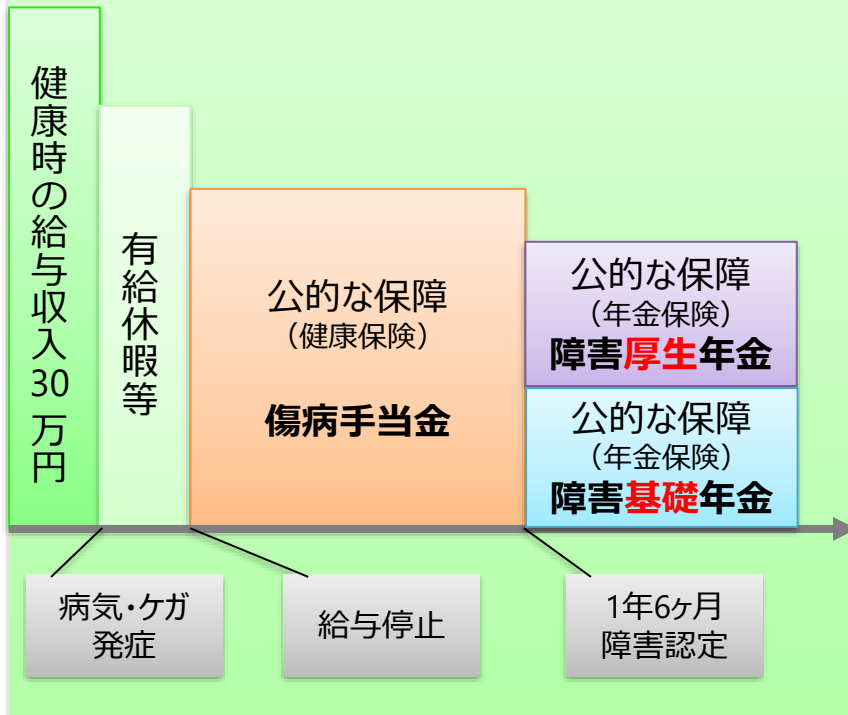 健康時の給与収入30万円
有給休暇等
公的な保障
（健康保険）
傷病手当金
公的な保障
（年金保険）
障害厚生年金
公的な保障
（年金保険）
障害基礎年金
病気・ケガ
発症
給与停止
1年6ヶ月
障害認定